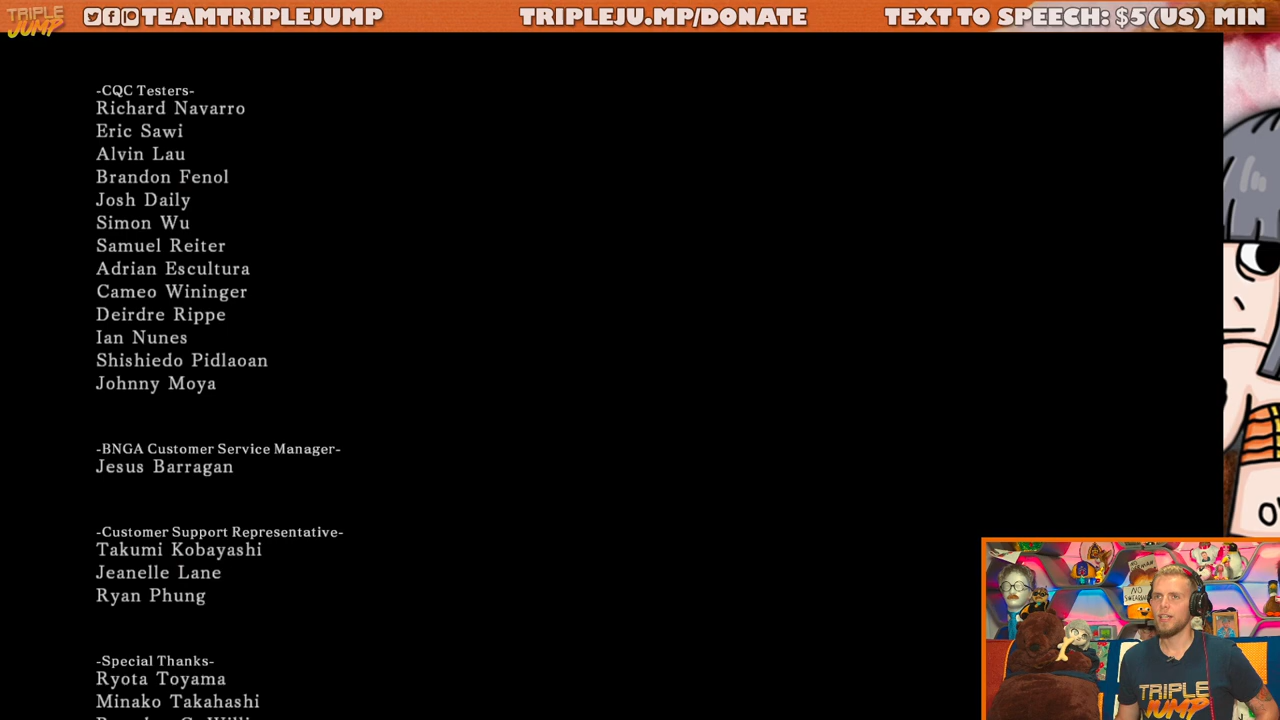 TRIPLE
JUMP
TEAMTRIPLEJUMP
TRIPLEJU.MP/DONATE
TEXT TO SPEECH: $5(US) MIN
-CQC Testers-
Richard Navarro
Eric Sawi
Alvin Lau
Brandon Fenol
Josh Daily
Simon Wu
Samuel Reiter
Adrian Escultura
Cameo Wininger
Deirdre Rippe
Ian Nunes
Shishiedo Pidlaoan
Johnny Moya
-BNGA Customer Service Manager-
Jesus Barragan
-Customer Support Representative-
Takumi Kobayashi
Jeanelle Lane
Ryan Phung
-Special Thanks-
Ryota Toyama
Minako Takahashi
NO
TRIPLE
JUMP